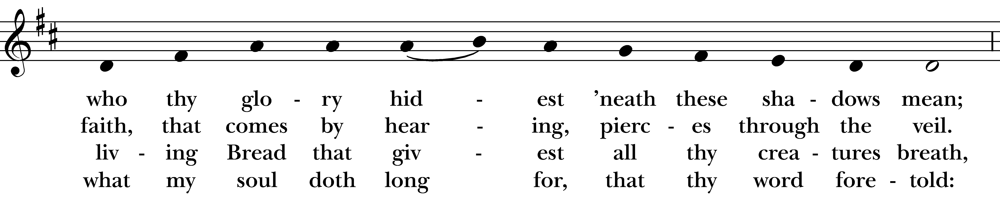 who thy glo - ry hid - est ’neath these sha - dows mean;
faith, that comes by hear - ing, pierc - es through the veil.
liv - ing Bread that giv - est all thy crea - tures breath,
what my soul doth long - for, that thy word fore - told: